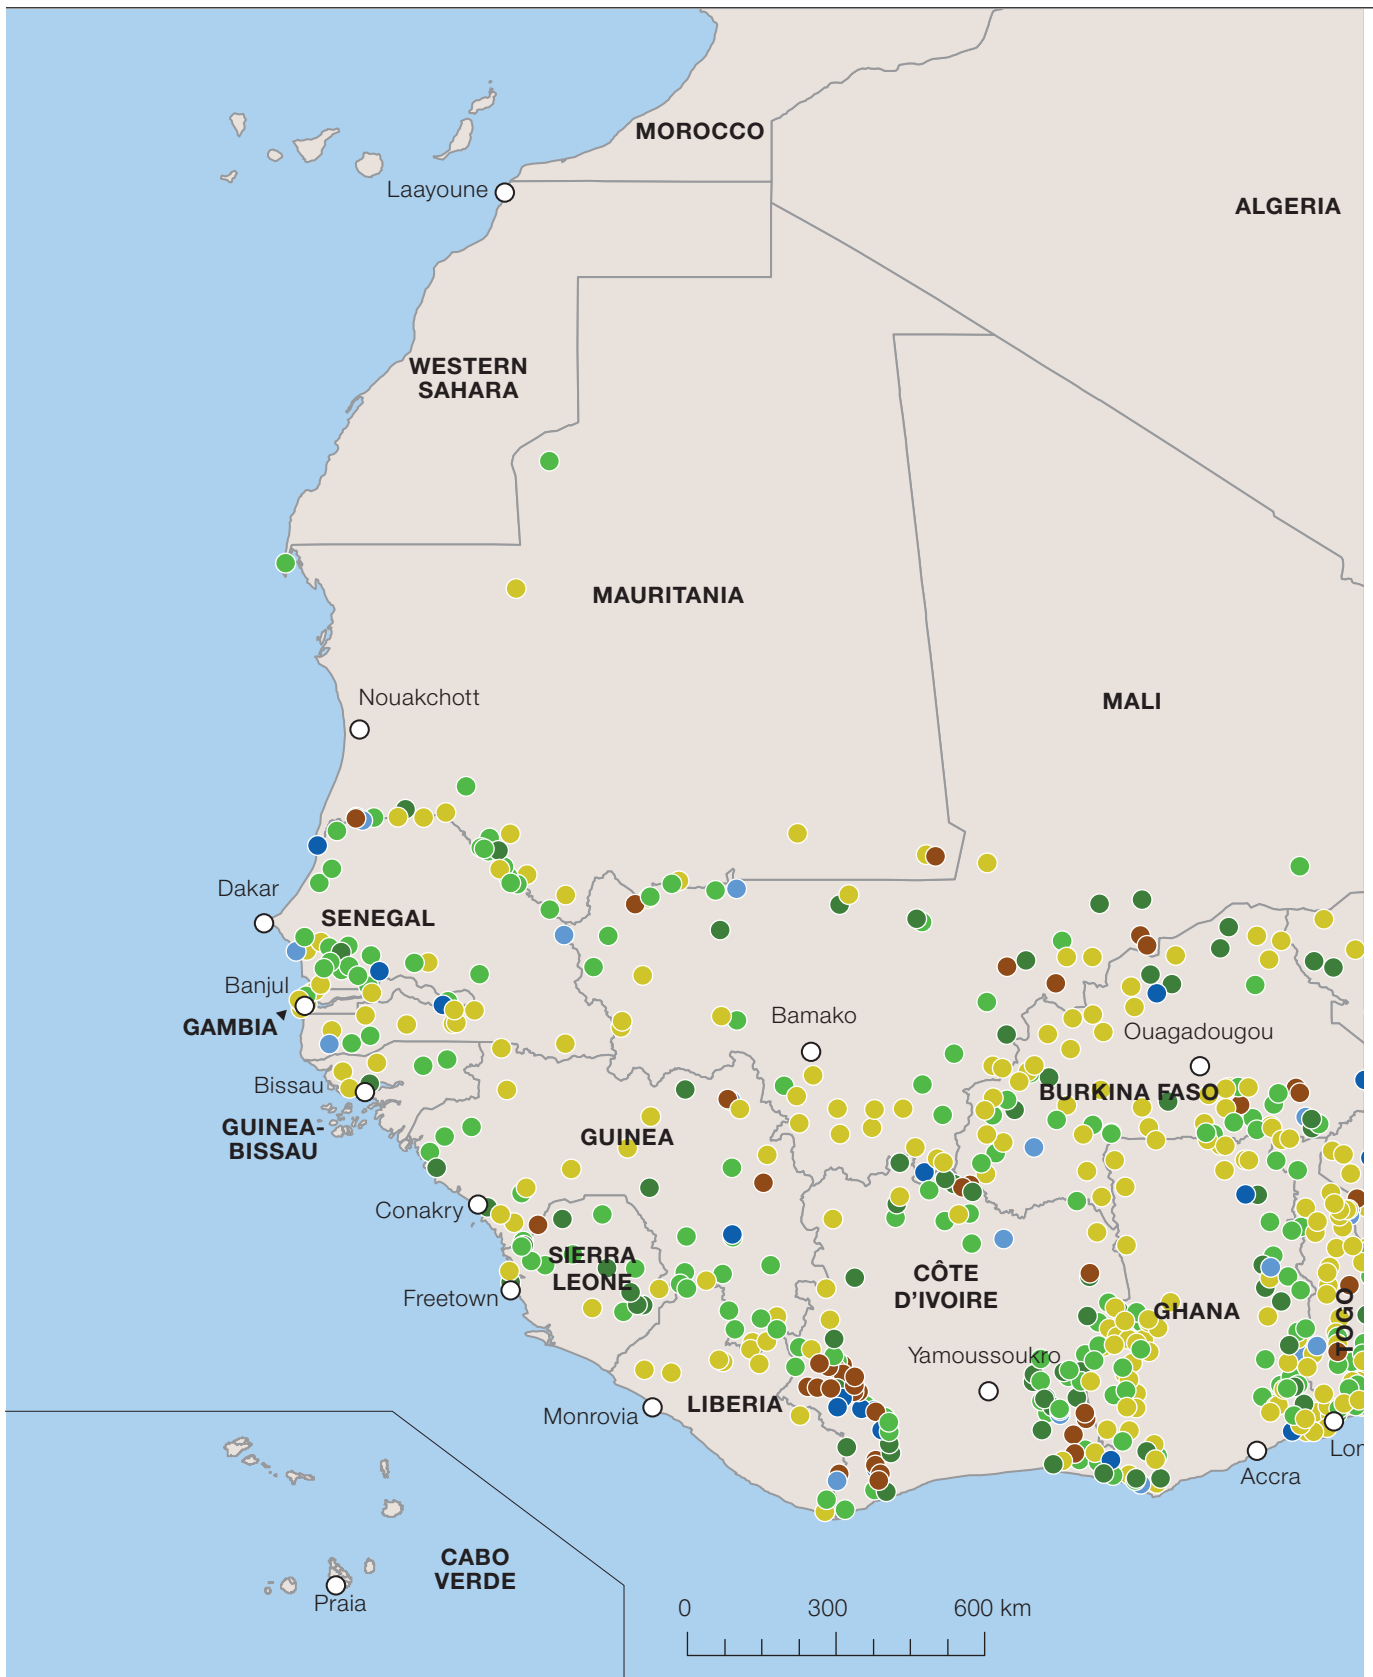 MOROCCO
Laayoune
ALGERIA
WESTERN
SAHARA
MAURITANIA
Nouakchott
MALI
Dakar
SENEGAL
Banjul
GAMBIA
Bamako
Ouagadougou
Bissau
BURKINA FASO
GUINEA-
BISSAU
GUINEA
Conakry
SIERRA
LEONE
CÔTE
D'IVOIRE
Freetown
GHANA
TOGO
Yamoussoukro
Monrovia
LIBERIA
Lor
Accra
CABO
VERDE
Praia
0 300 600 km